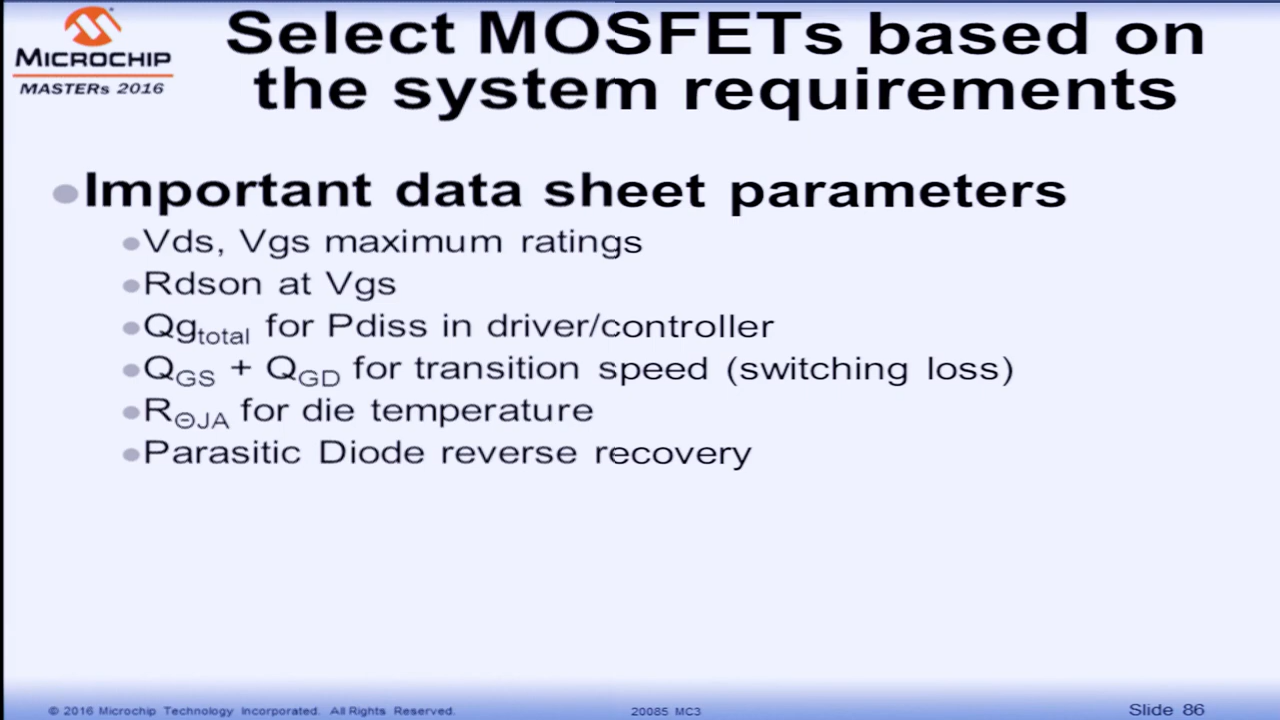 MICROCHIP
MASTERs 2016
Select MOSFETs based on
the system requirements
Important data sheet parameters
Vds, Vgs maximum ratings
Rdson at Vgs
Qgtotal for Pdiss in driver/controller
QGS + QGD for transition speed (switching loss)
RΘJA for die temperature
Parasitic Diode reverse recovery
© 2016 Microchip Technology Incorporated. All Rights Reserved.
20085 MC3
Slide 86